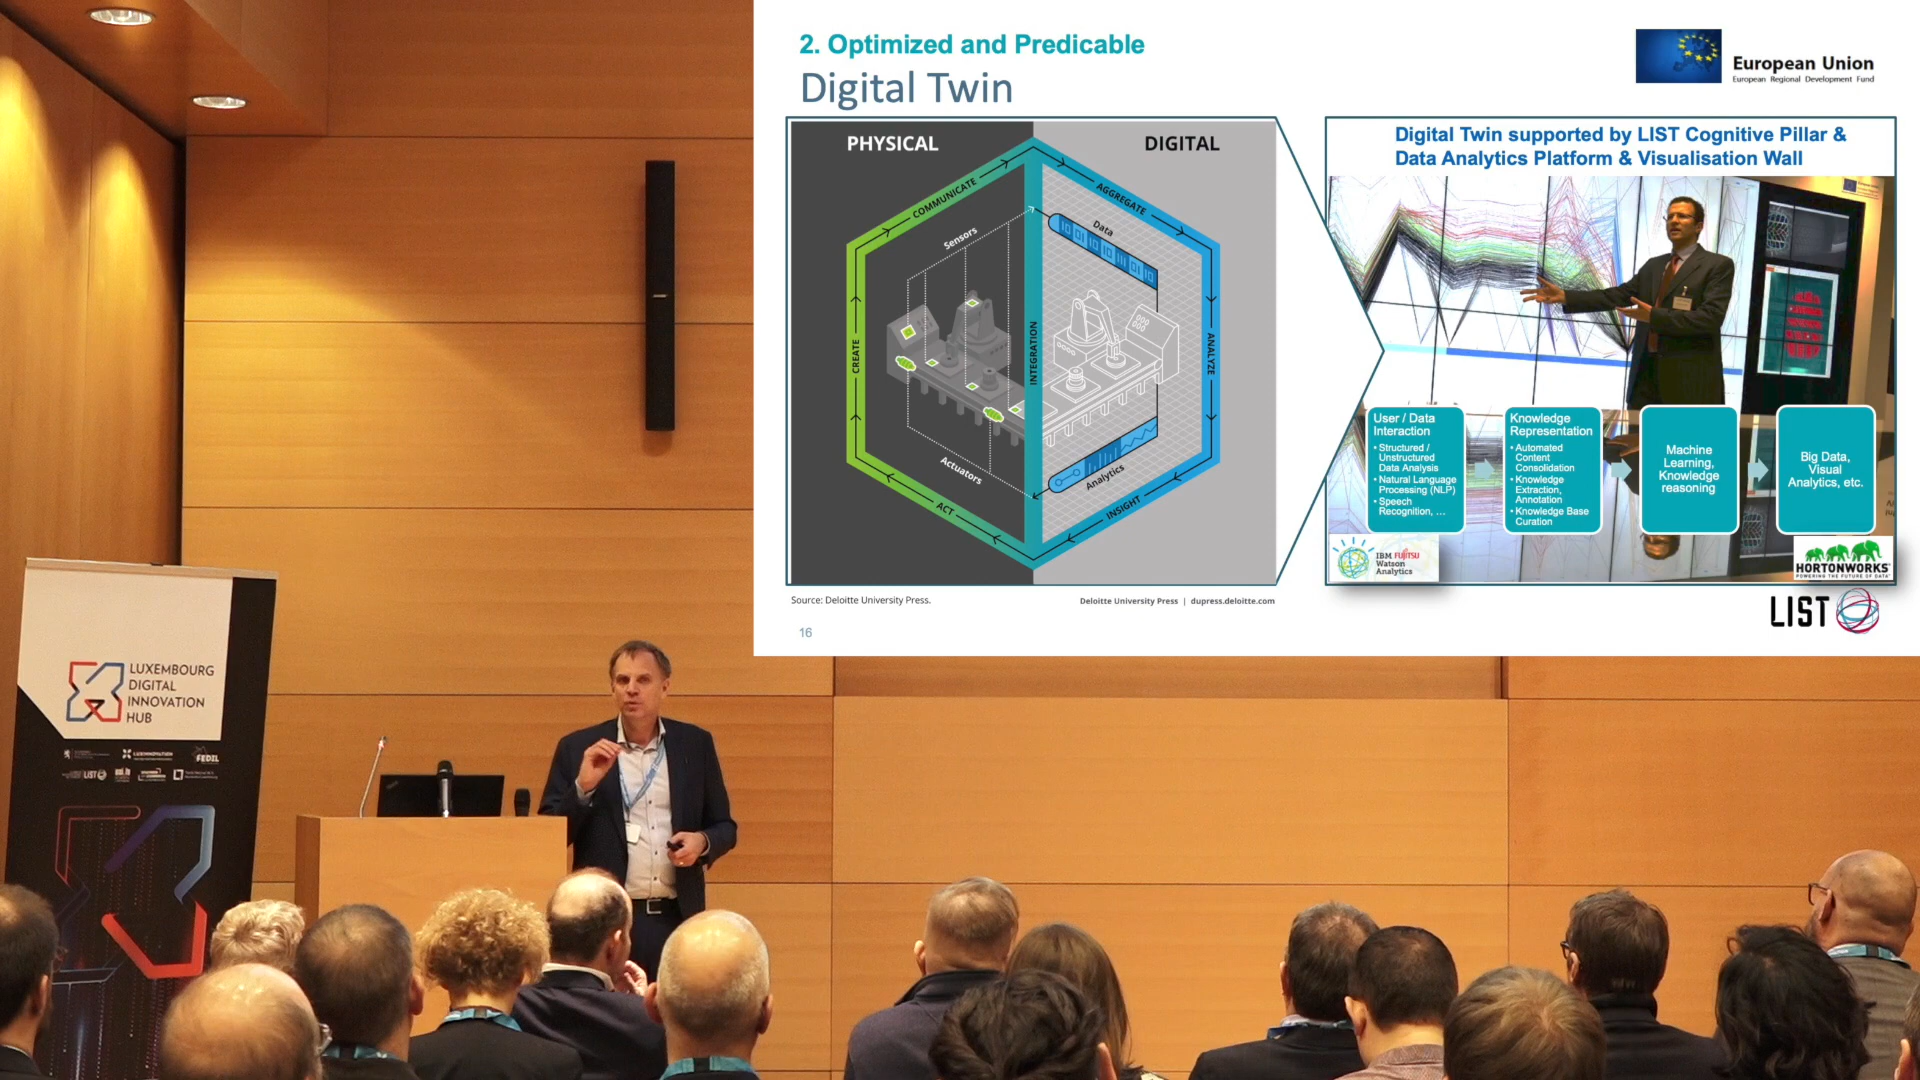 2. Optimized and Predicable
Digital Twin
European Union
European Regional Development Fund
PHYSICAL
DIGITAL
COMMUNICATE
AGGREGATE
Sensors
Data
CREATE
INTEGRATION
ANALYZE
Actuators
Analytics
ACT
INSIGHT
Source: Deloitte University Press.
Deloitte University Press | dupress.deloitte.com
16
Digital Twin supported by LIST Cognitive Pillar &
Data Analytics Platform & Visualisation Wall
User / Data
Interaction
• Structured /
Unstructured
Data Analysis
• Natural Language
Processing (NLP)
• Speech
Recognition, ...
Knowledge
Representation
• Automated
Content
Consolidation
• Knowledge
Extraction,
Annotation
• Knowledge Base
Curation
Machine
Learning,
Knowledge
reasoning
Big Data,
Visual
Analytics, etc.
IBM FUJITSU
Watson
Analytics
HORTONWORKS
POWERING THE FUTURE OF DATA
LIST
LUXEMBOURG
DIGITAL
INNOVATION
HUB
LUXINNOVATION
FEDIL
LIST